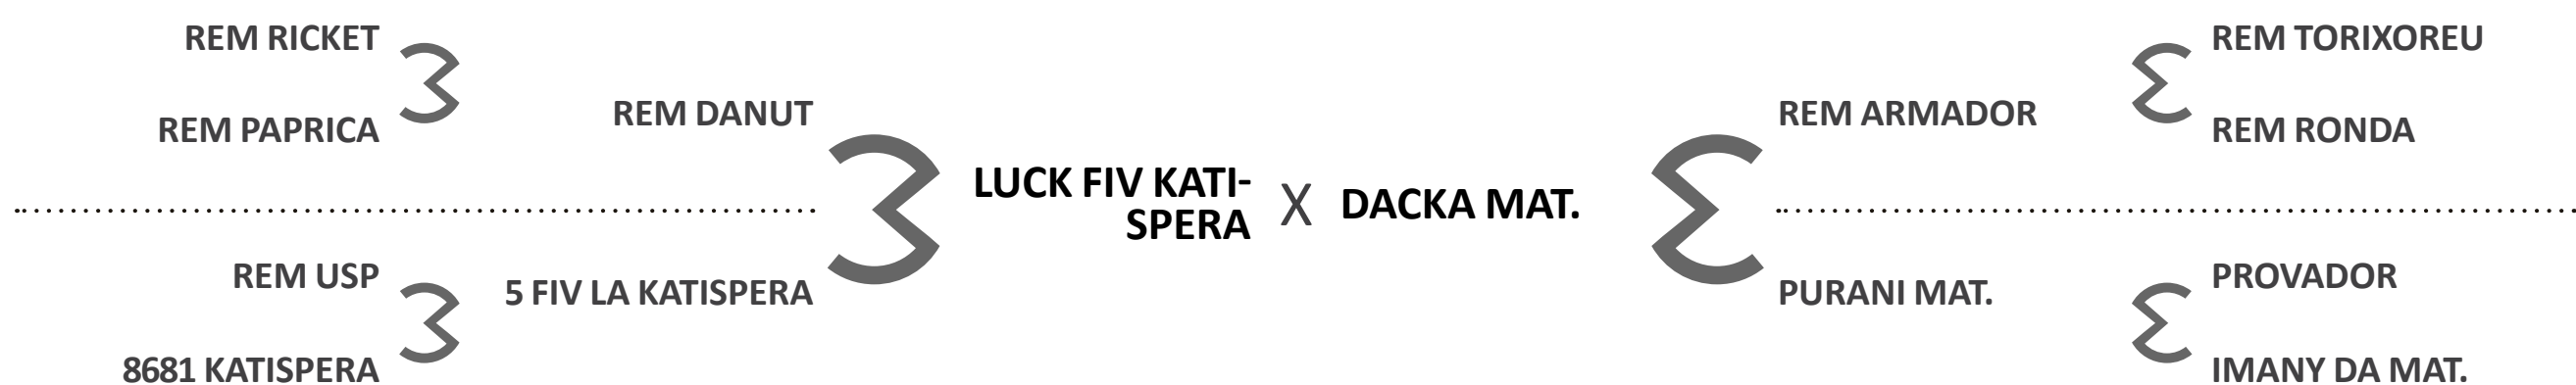 REM RICKET
REM PAPRICA
REM DANUT
REM USP
8681 KATISPERA
5 FIV LA KATISPERA
LUCK FIV KATI-
SPERA
X
DACKA MAT.
REM ARMADOR
REM TORIXOREU
REM RONDA
PURANI MAT.
PROVADOR
IMANY DA MAT.